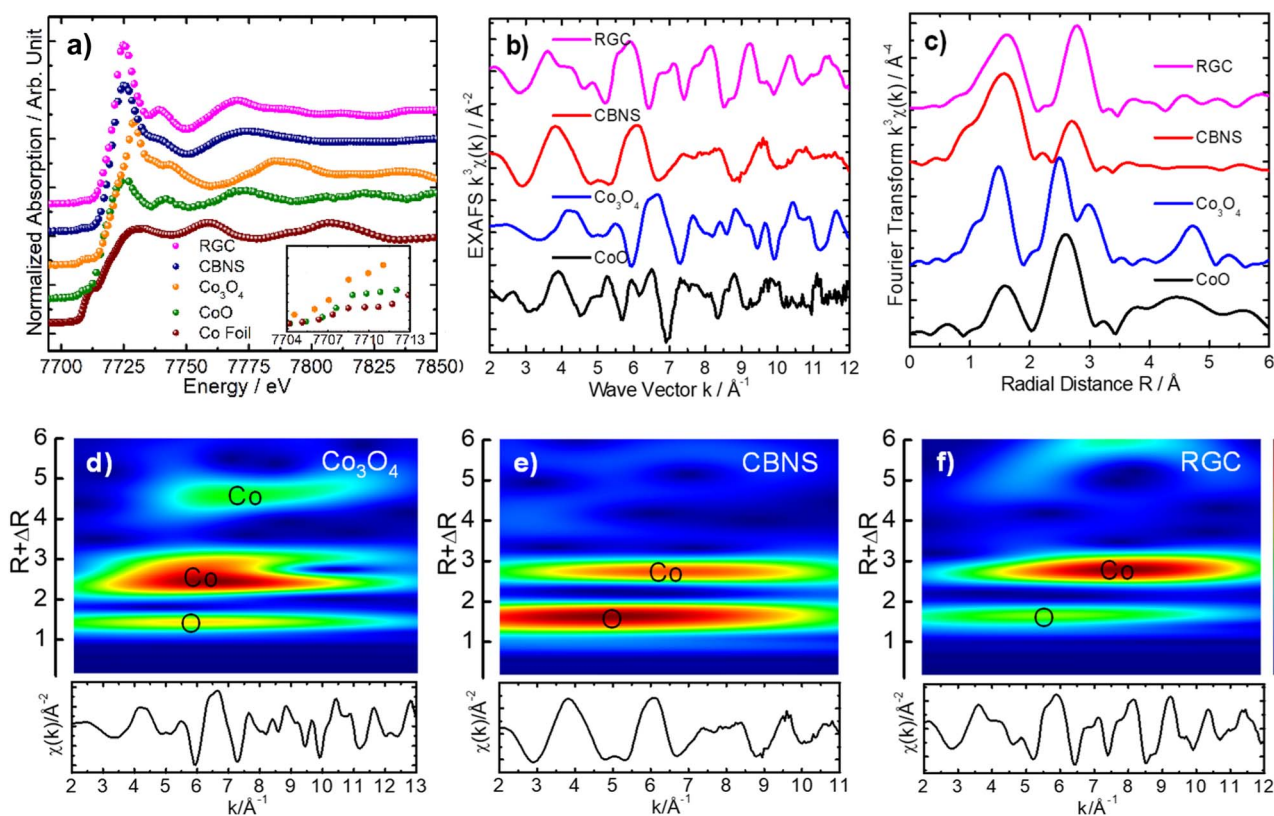 a)
Normalized Absorption / Arb. Unit
RGC
CBNS
Co₃O₄
CoO
Co Foil
7704 7707 7710 7713
7700 7725 7750 7775 7800 7825 7850)
Energy / eV
b)
EXAFS k³χ(k) / Å⁻²
RGC
CBNS
Co₃O₄
CoO
2 3 4 5 6 7 8 9 10 11 12
Wave Vector k / Å⁻¹
c)
Fourier Transform k³χ(k) / Å⁻⁴
RGC
CBNS
Co₃O₄
CoO
0 1 2 3 4 5 6
Radial Distance R / Å
d)
Co₃O₄
R+ΔR
6
5
4
3
2
1
Co
Co
O
χ(k)/Å⁻²
2 3 4 5 6 7 8 9 10 11 12 13
k/Å⁻¹
e)
CBNS
R+ΔR
6
5
4
3
2
1
Co
O
χ(k)/Å⁻²
2 3 4 5 6 7 8 9 10 11
k/Å⁻¹
f)
RGC
R+ΔR
6
5
4
3
2
1
Co
O
χ(k)/Å⁻²
2 3 4 5 6 7 8 9 10 11 12
k/Å⁻¹